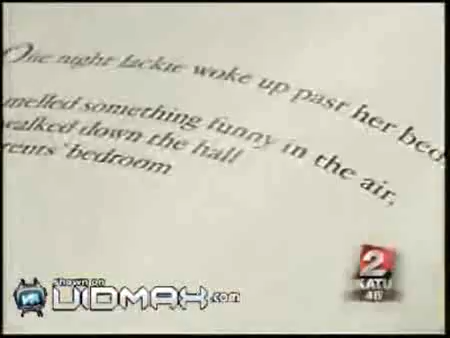 One night Jackie woke up past her bed
melled something funny in the air,
walked down the hall
rents' bedroom
shown on
VIDMAX.com
2
KATU